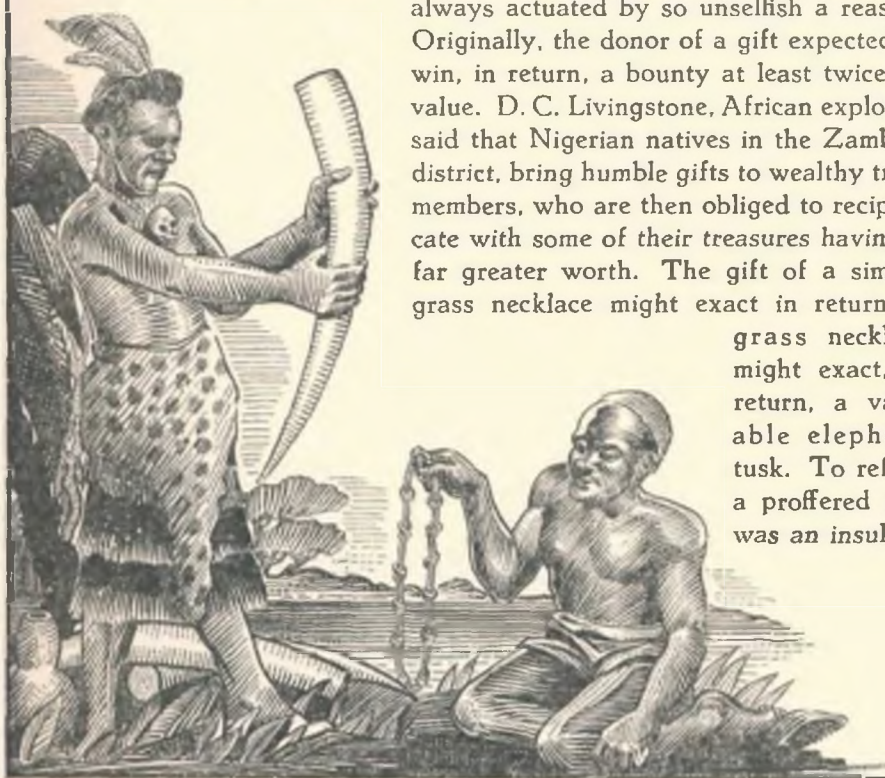 always actuated by so unselfish a reas
Originally, the donor of a gift expected
win, in return, a bounty at least twice
value. D. C. Livingstone, African explo
said that Nigerian natives in the Zamb
district, bring humble gifts to wealthy tr
members, who are then obliged to recip
cate with some of their treasures havin
far greater worth. The gift of a sim
grass necklace might exact in return
grass neckl
might exact,
return, a va
able eleph
tusk. To ref
a proffered
was an insul